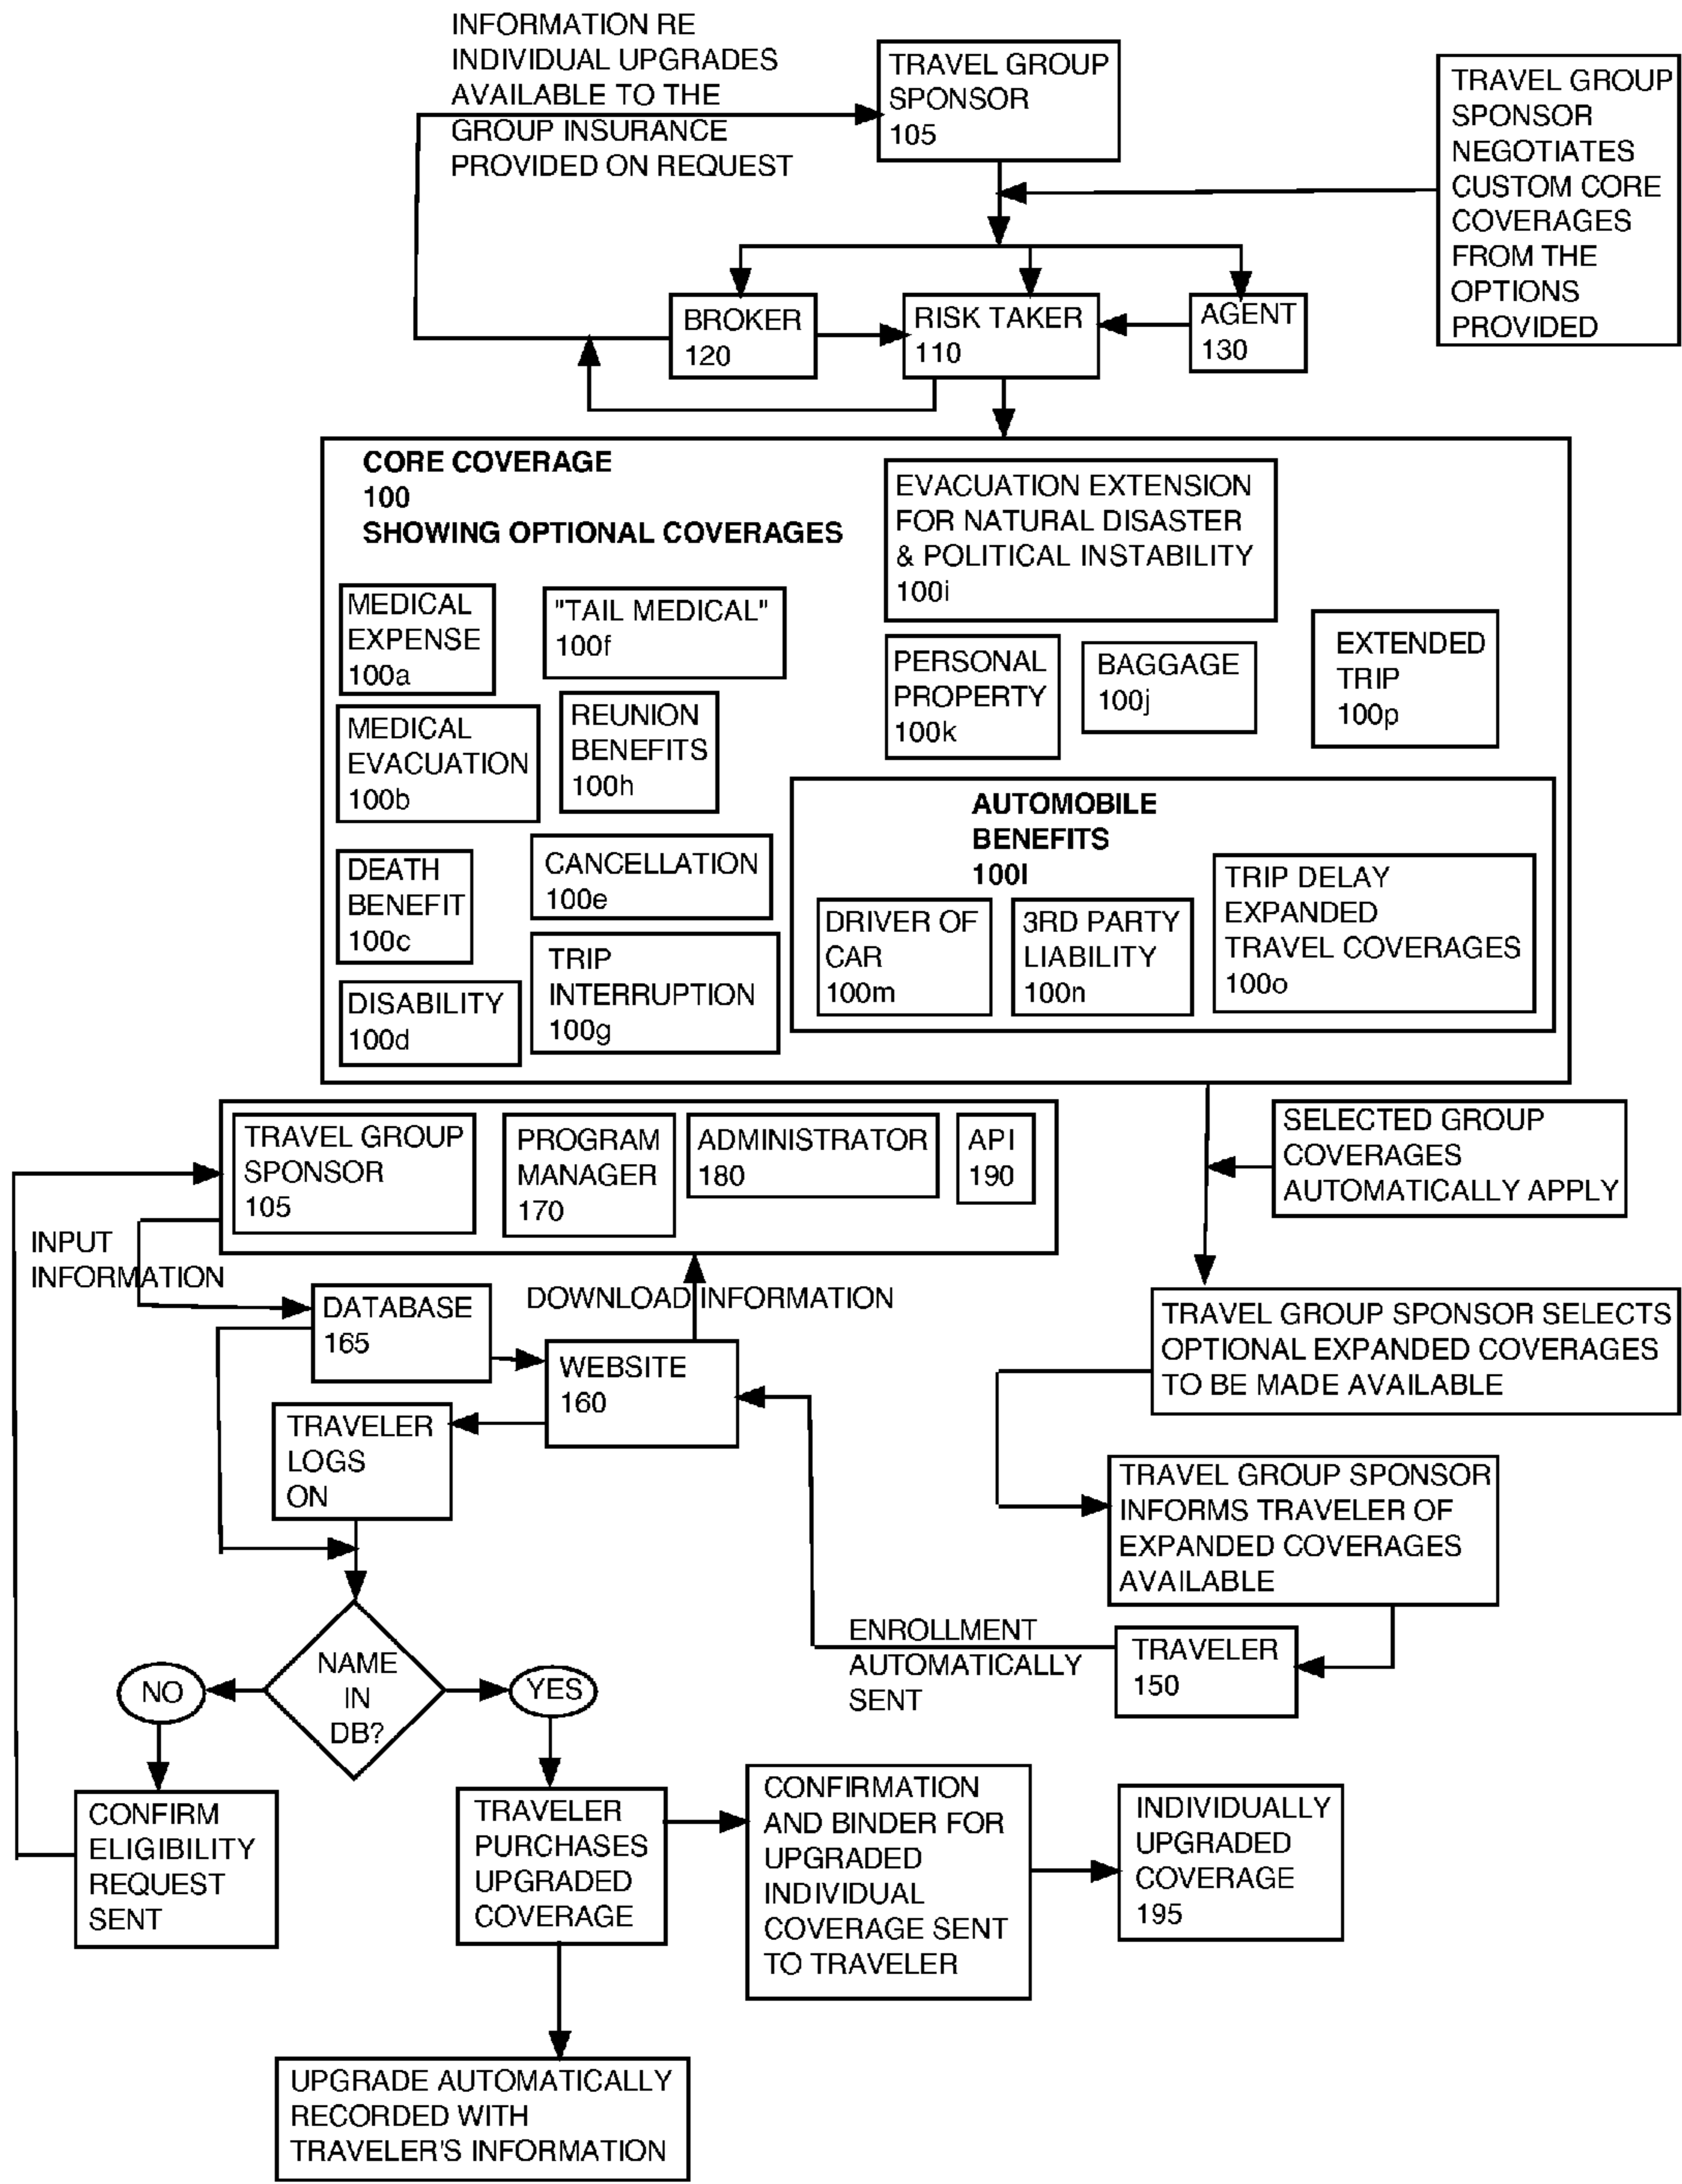 INFORMATION RE
INDIVIDUAL UPGRADES
AVAILABLE TO THE
GROUP INSURANCE
PROVIDED ON REQUEST
TRAVEL GROUP
SPONSOR
105
TRAVEL GROUP
SPONSOR
NEGOTIATES
CUSTOM CORE
COVERAGES
FROM THE
OPTIONS
PROVIDED
BROKER
120
RISK TAKER
110
AGENT
130
CORE COVERAGE
100
SHOWING OPTIONAL COVERAGES
EVACUATION EXTENSION
FOR NATURAL DISASTER
& POLITICAL INSTABILITY
100i
MEDICAL
EXPENSE
100a
"TAIL MEDICAL"
100f
PERSONAL
PROPERTY
100k
BAGGAGE
100j
EXTENDED
TRIP
100p
MEDICAL
EVACUATION
100b
REUNION
BENEFITS
100h
AUTOMOBILE
BENEFITS
100l
DEATH
BENEFIT
100c
CANCELLATION
100e
DRIVER OF
CAR
100m
3RD PARTY
LIABILITY
100n
TRIP DELAY
EXPANDED
TRAVEL COVERAGES
100o
DISABILITY
100d
TRIP
INTERRUPTION
100g
TRAVEL GROUP
SPONSOR
105
PROGRAM
MANAGER
170
ADMINISTRATOR
180
API
190
SELECTED GROUP
COVERAGES
AUTOMATICALLY APPLY
INPUT
INFORMATION
DATABASE
165
DOWNLOAD INFORMATION
WEBSITE
160
TRAVEL GROUP SPONSOR SELECTS
OPTIONAL EXPANDED COVERAGES
TO BE MADE AVAILABLE
TRAVELER
LOGS
ON
TRAVEL GROUP SPONSOR
INFORMS TRAVELER OF
EXPANDED COVERAGES
AVAILABLE
ENROLLMENT
AUTOMATICALLY
SENT
TRAVELER
150
NAME
IN
DB?
NO
YES
CONFIRM
ELIGIBILITY
REQUEST
SENT
TRAVELER
PURCHASES
UPGRADED
COVERAGE
CONFIRMATION
AND BINDER FOR
UPGRADED
INDIVIDUAL
COVERAGE SENT
TO TRAVELER
INDIVIDUALLY
UPGRADED
COVERAGE
195
UPGRADE AUTOMATICALLY
RECORDED WITH
TRAVELER'S INFORMATION